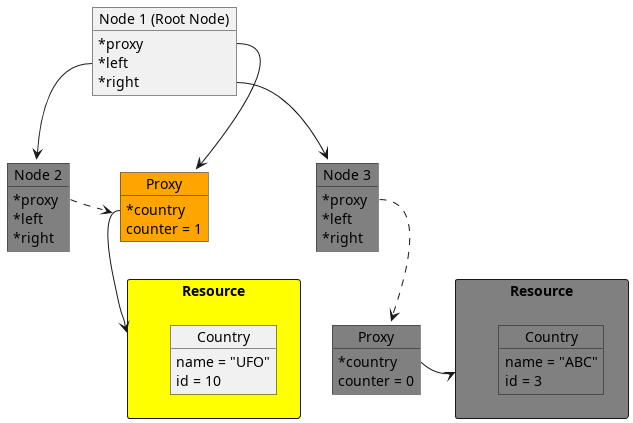 Node 1 (Root Node)
*proxy
*left
*right
Node 2
*proxy
*left
*right
Proxy
*country
counter = 1
Node 3
*proxy
*left
*right
Resource
Country
name = "UFO"
id = 10
Proxy
*country
counter = 0
Resource
Country
name = "ABC"
id = 3